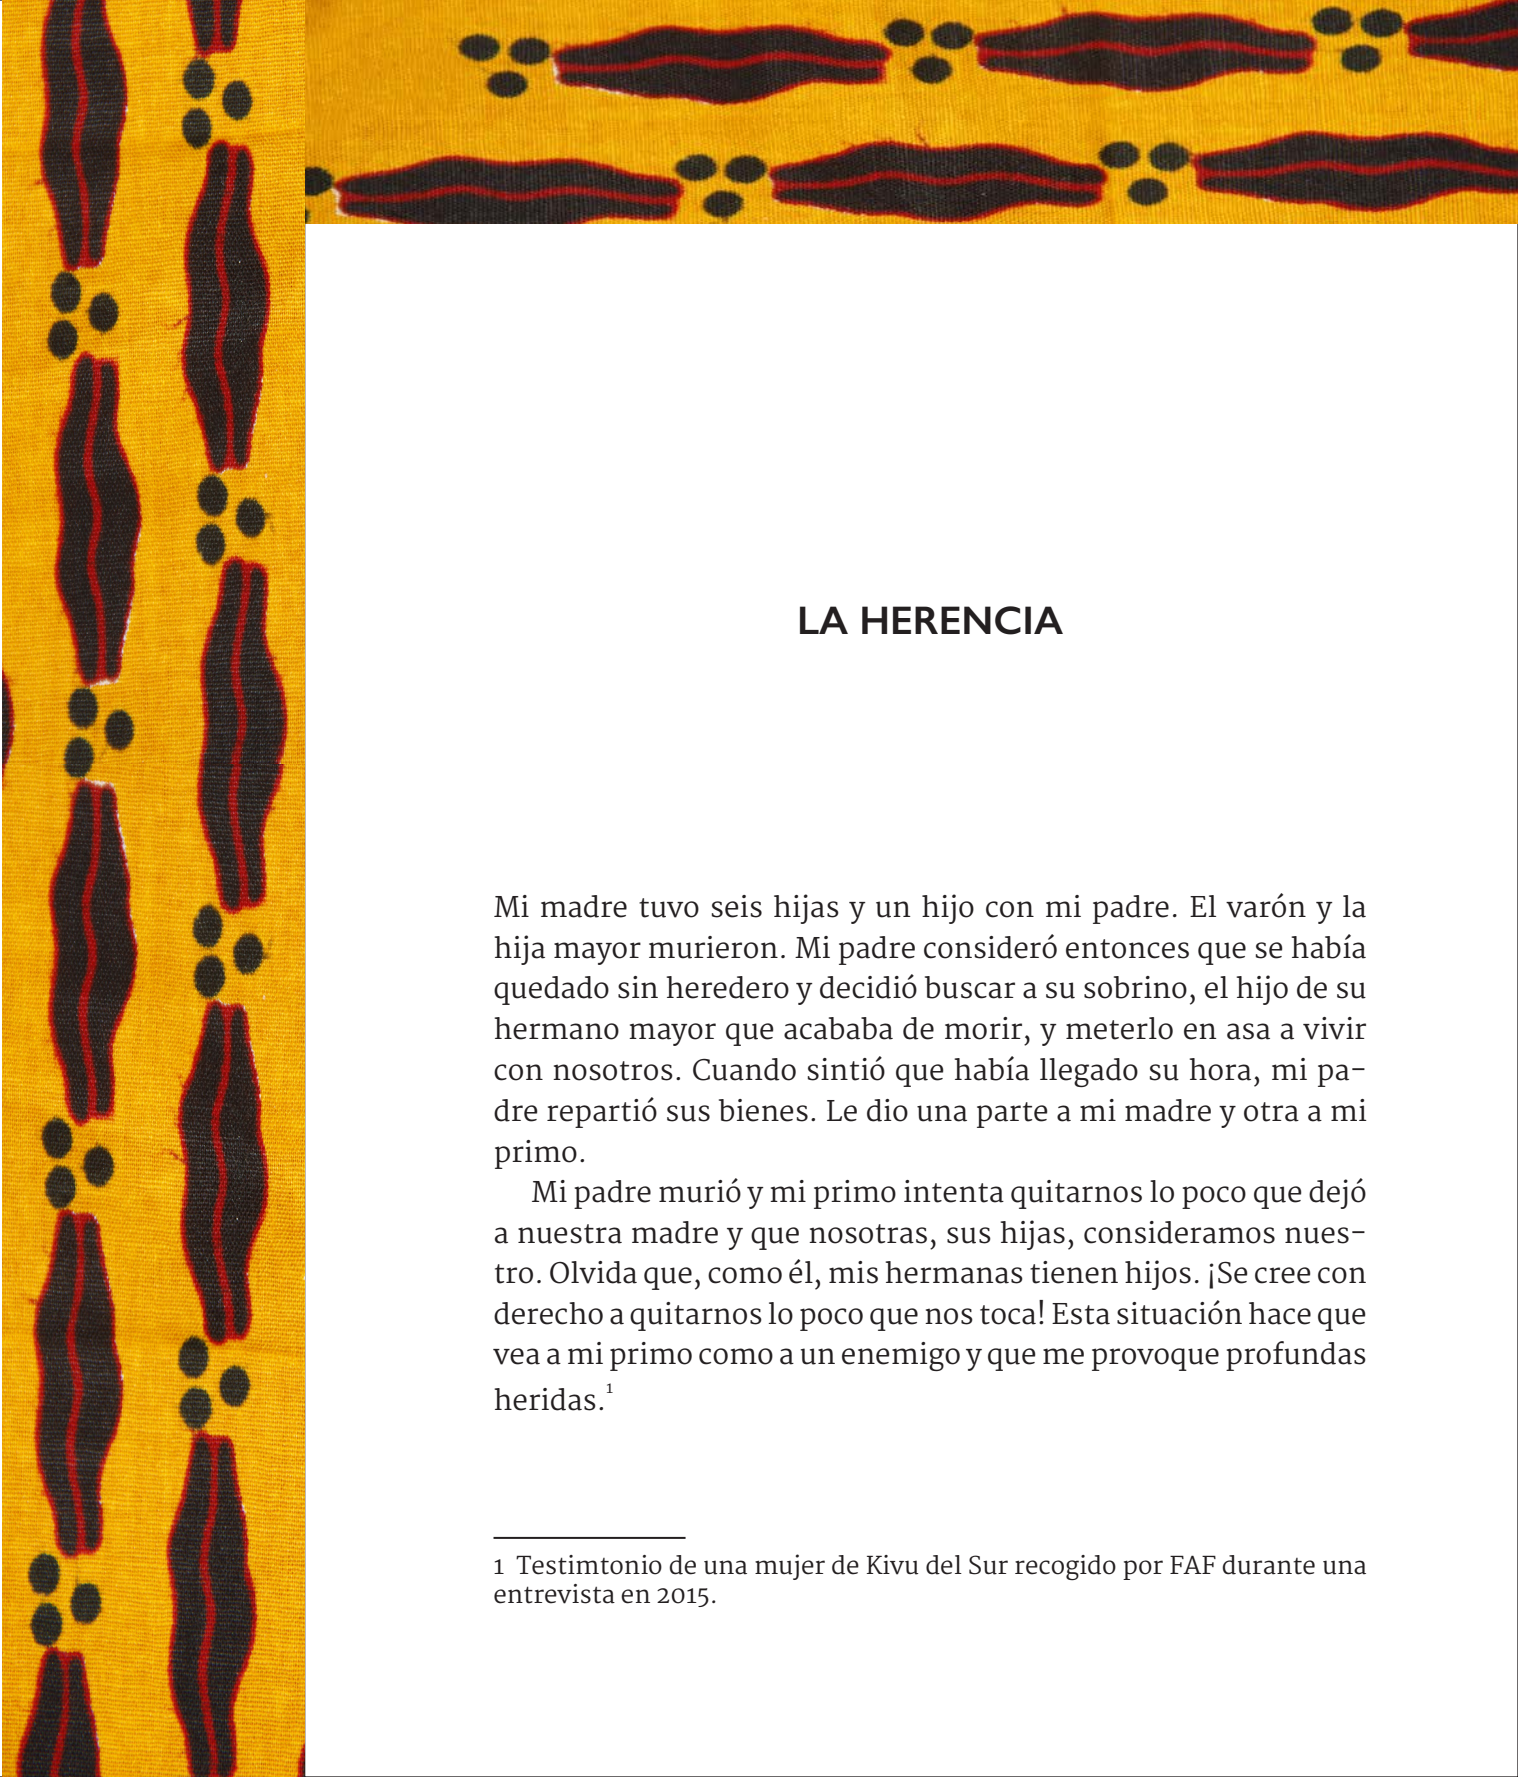 LA HERENCIA
Mi madre tuvo seis hijas y un hijo con mi padre. El varón y la
hija mayor murieron. Mi padre consideró entonces que se había
quedado sin heredero y decidió buscar a su sobrino, el hijo de su
hermano mayor que acababa de morir, y meterlo en asa a vivir
con nosotros. Cuando sintió que había llegado su hora, mi pa-
dre repartió sus bienes. Le dio una parte a mi madre y otra a mi
primo.
Mi padre murió y mi primo intenta quitarnos lo poco que dejó
a nuestra madre y que nosotras, sus hijas, consideramos nues-
tro. Olvida que, como él, mis hermanas tienen hijos. ¡Se cree con
derecho a quitarnos lo poco que nos toca! Esta situación hace que
vea a mi primo como a un enemigo y que me provoque profundas
heridas.1
1 Testimtonio de una mujer de Kivu del Sur recogido por FAF durante una
entrevista en 2015.